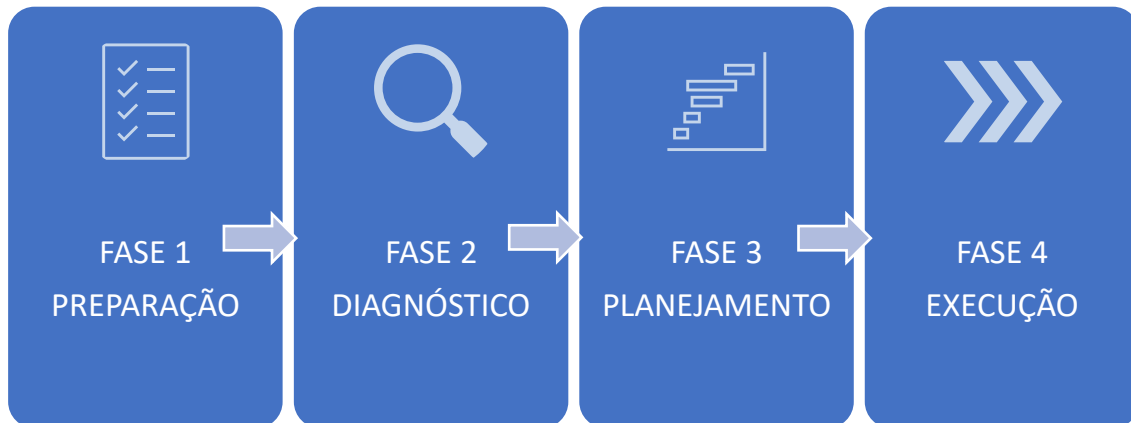 FASE 1
PREPARAÇÃO
FASE 2
DIAGNÓSTICO
FASE 3
PLANEJAMENTO
FASE 4
EXECUÇÃO